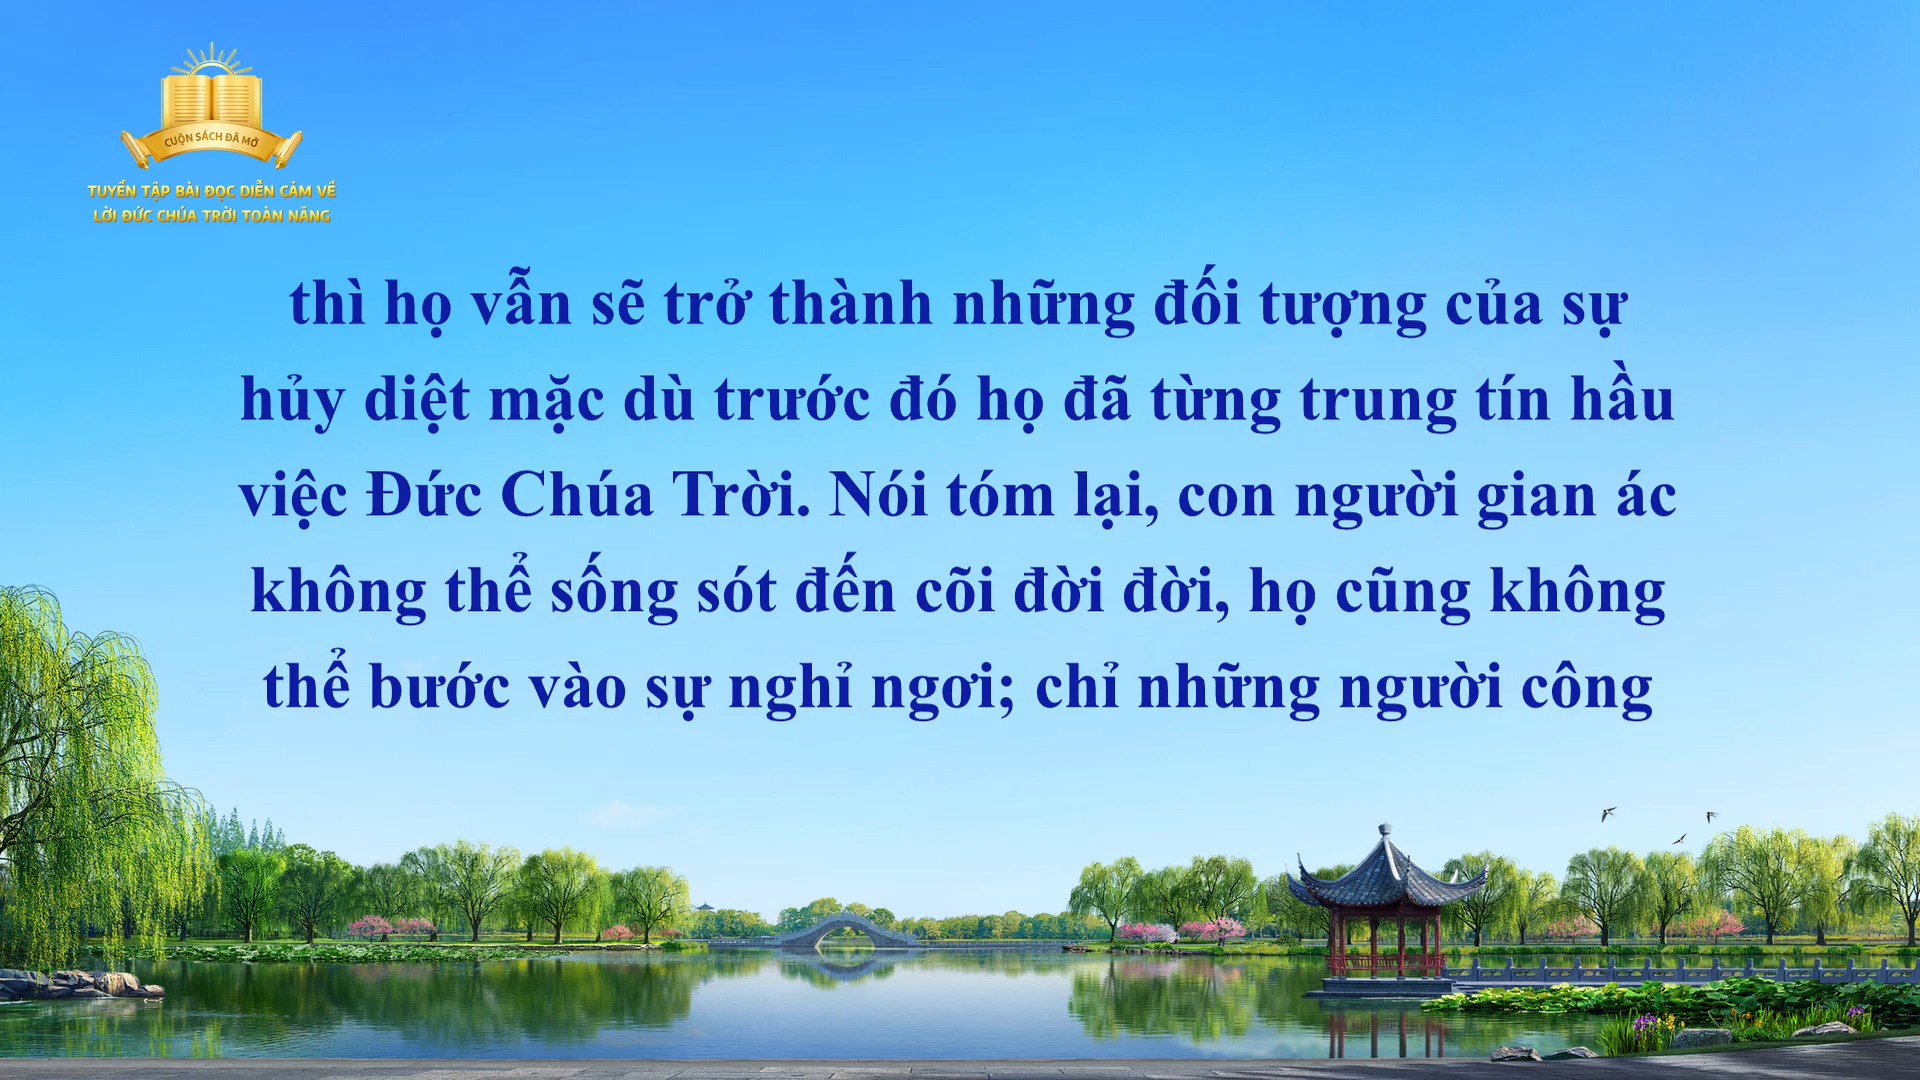 CUỘN SÁCH ĐÃ MỞ
TUYỂN TẬP BÀI ĐỌC DIỄN CẢM VỀ
LỜI ĐỨC CHÚA TRỜI TOÀN NĂNG
thì họ vẫn sẽ trở thành những đối tượng của sự
hủy diệt mặc dù trước đó họ đã từng trung tín hầu
việc Đức Chúa Trời. Nói tóm lại, con người gian ác
không thể sống sót đến cõi đời đời, họ cũng không
thể bước vào sự nghỉ ngơi; chỉ những người công